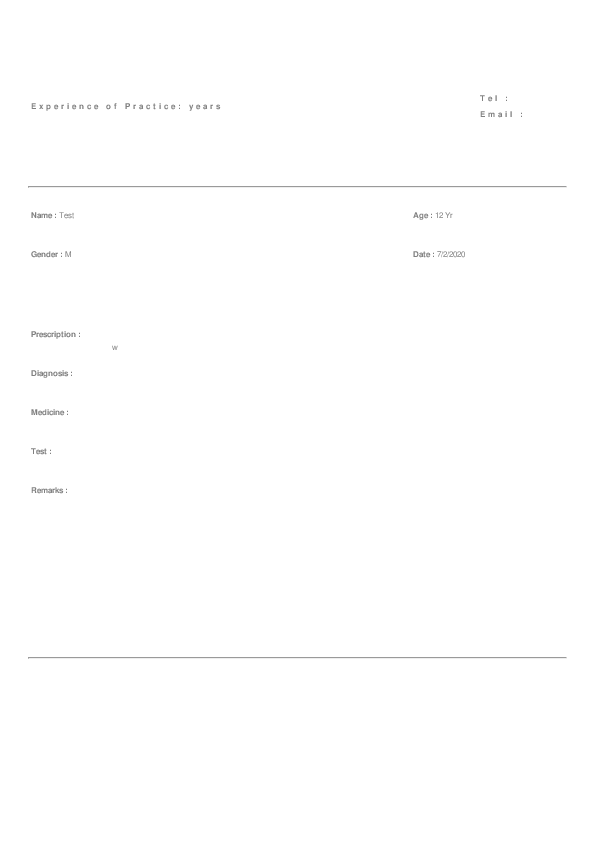 Tel :
Experience of Practice: years
Email :
Name : Test Age : 12 Yr
Gender : M Date : 7/2/2020
Prescription :
w
Diagnosis :
Medicine :
Test :
Remarks :